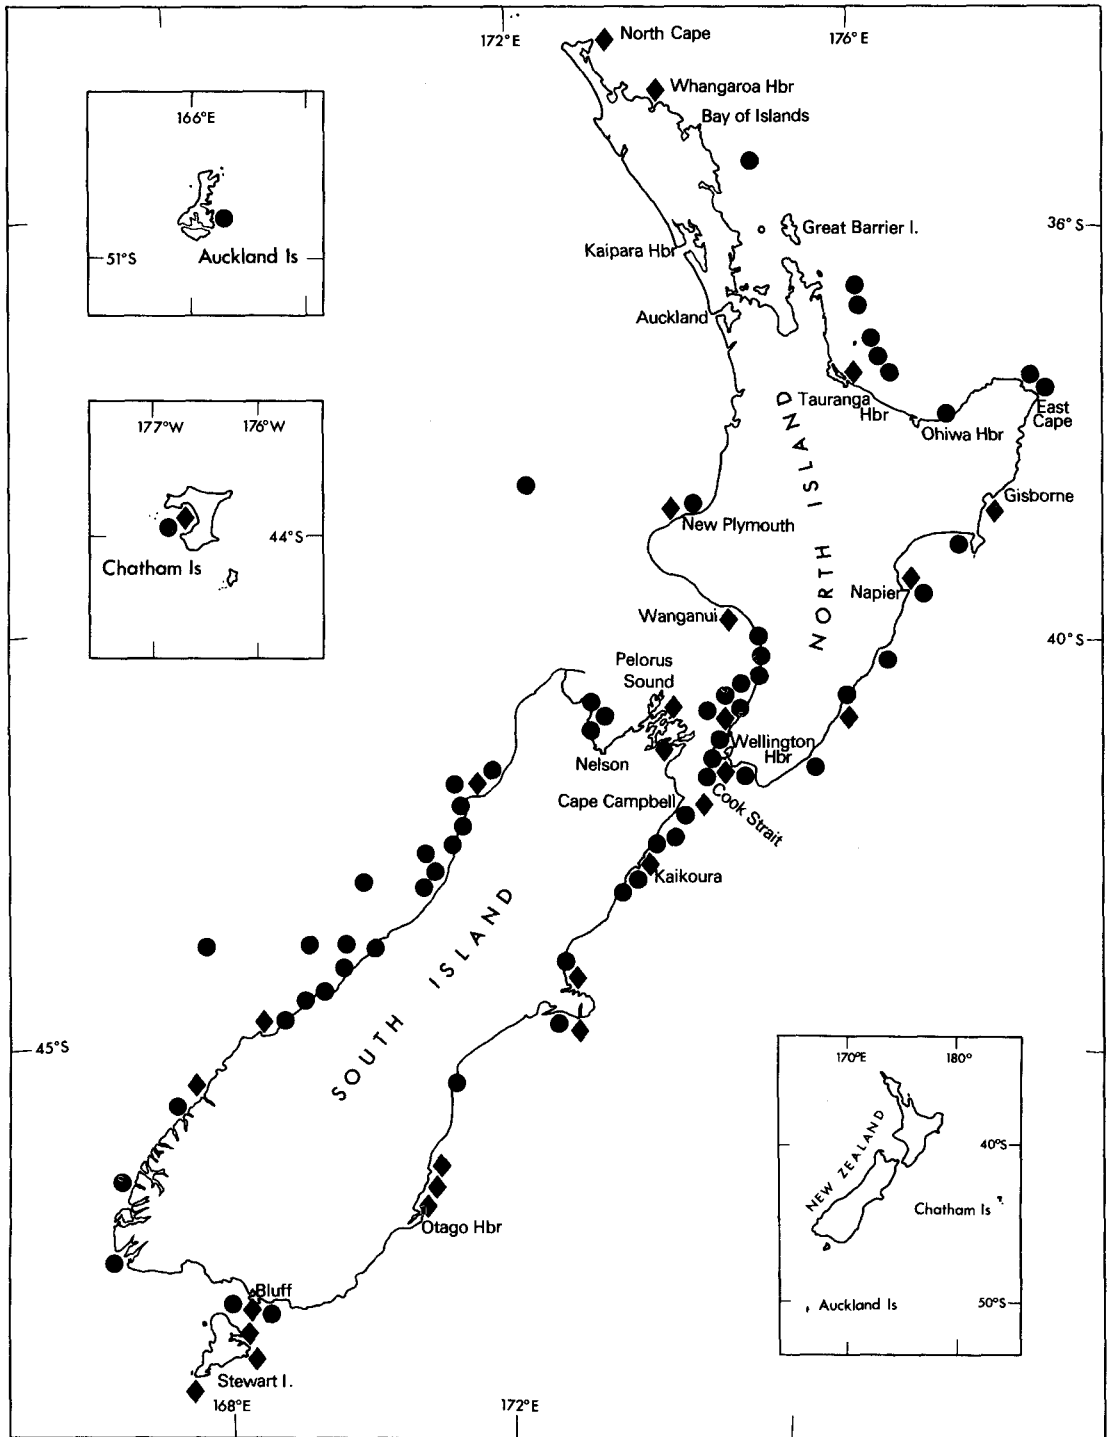 172°E
176°E
North Cape
Whangaroa Hbr
Bay of Islands
166°E
51°S
Auckland Is
36°S
Great Barrier I.
Kaipara Hbr
Auckland
Tauranga
Hbr
East
Cape
Ohiwa Hbr
177°W
176°W
44°S
Chatham Is
NORTH ISLAND
Gisborne
New Plymouth
Napier
Wanganui
40°S
Pelorus
Sound
Wellington
Hbr
Nelson
Cape Campbell
Cook Strait
Kaikoura
SOUTH ISLAND
45°S
170°E
180°
NEW ZEALAND
40°S
Chatham Is
50°S
Auckland Is
Otago Hbr
Bluff
Stewart I.
168°E
172°E